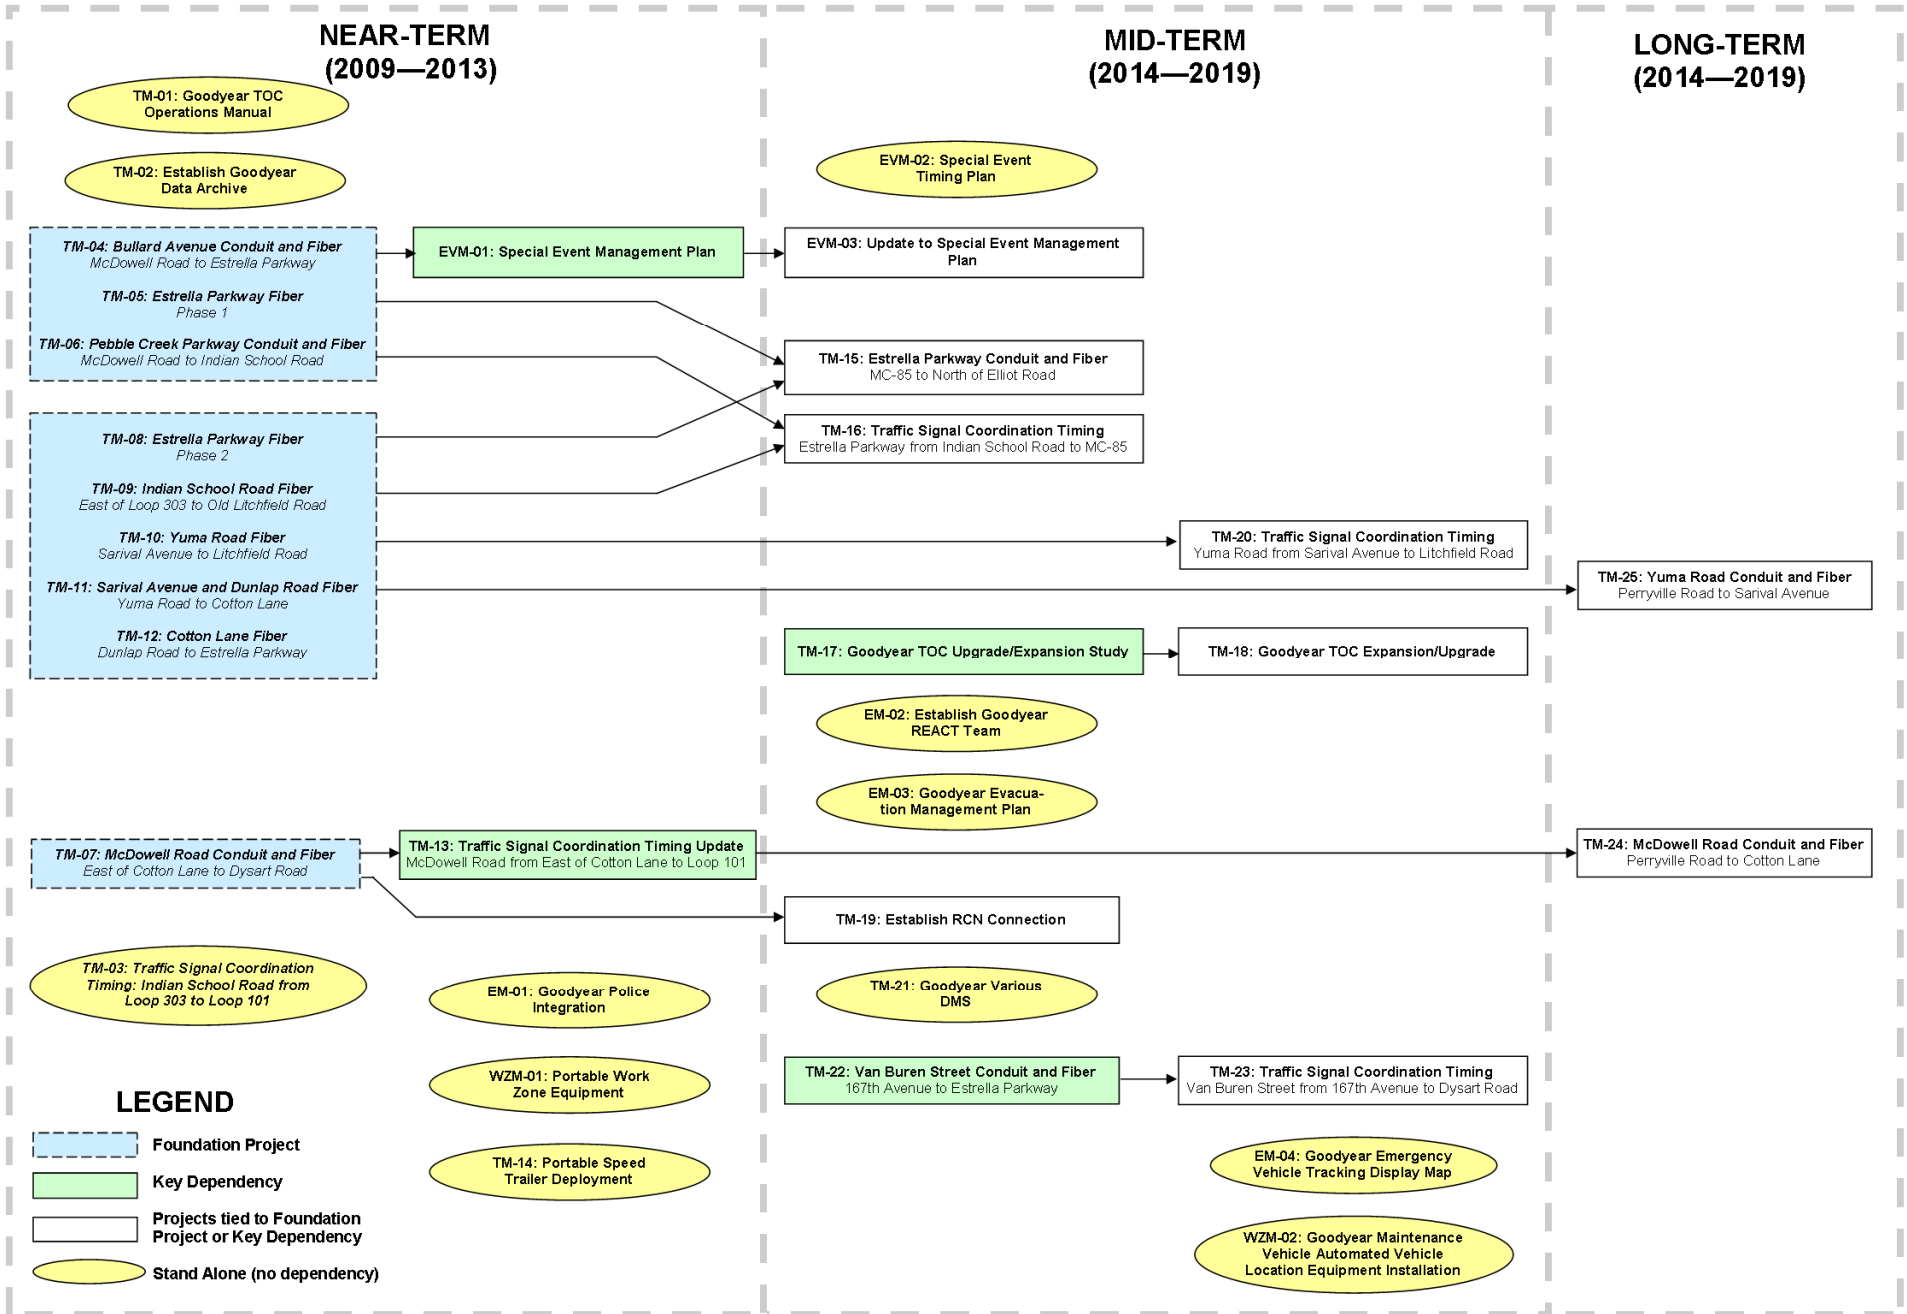 NEAR-TERM
(2009—2013)
TM-01: Goodyear TOC
Operations Manual
TM-02: Establish Goodyear
Data Archive
TM-04: Bullard Avenue Conduit and Fiber
McDowell Road to Estrella Parkway
TM-05: Estrella Parkway Fiber
Phase 1
TM-06: Pebble Creek Parkway Conduit and Fiber
McDowell Road to Indian School Road
EVM-01: Special Event Management Plan
TM-08: Estrella Parkway Fiber
Phase 2
TM-09: Indian School Road Fiber
East of Loop 303 to Old Litchfield Road
TM-10: Yuma Road Fiber
Sarival Avenue to Litchfield Road
TM-11: Sarival Avenue and Dunlap Road Fiber
Yuma Road to Cotton Lane
TM-12: Cotton Lane Fiber
Dunlap Road to Estrella Parkway
TM-07: McDowell Road Conduit and Fiber
East of Cotton Lane to Dysart Road
TM-13: Traffic Signal Coordination Timing Update
McDowell Road from East of Cotton Lane to Loop 101
TM-03: Traffic Signal Coordination
Timing: Indian School Road from
Loop 303 to Loop 101
EM-01: Goodyear Police
Integration
WZM-01: Portable Work
Zone Equipment
TM-14: Portable Speed
Trailer Deployment
MID-TERM
(2014—2019)
EVM-02: Special Event
Timing Plan
EVM-03: Update to Special Event Management
Plan
TM-15: Estrella Parkway Conduit and Fiber
MC-85 to North of Elliot Road
TM-16: Traffic Signal Coordination Timing
Estrella Parkway from Indian School Road to MC-85
TM-20: Traffic Signal Coordination Timing
Yuma Road from Sarival Avenue to Litchfield Road
TM-17: Goodyear TOC Upgrade/Expansion Study
TM-18: Goodyear TOC Expansion/Upgrade
EM-02: Establish Goodyear
REACT Team
EM-03: Goodyear Evacua-
tion Management Plan
TM-19: Establish RCN Connection
TM-21: Goodyear Various
DMS
TM-22: Van Buren Street Conduit and Fiber
167th Avenue to Estrella Parkway
TM-23: Traffic Signal Coordination Timing
Van Buren Street from 167th Avenue to Dysart Road
EM-04: Goodyear Emergency
Vehicle Tracking Display Map
WZM-02: Goodyear Maintenance
Vehicle Automated Vehicle
Location Equipment Installation
LONG-TERM
(2014—2019)
TM-25: Yuma Road Conduit and Fiber
Perryville Road to Sarival Avenue
TM-24: McDowell Road Conduit and Fiber
Perryville Road to Cotton Lane
LEGEND
Foundation Project
Key Dependency
Projects tied to Foundation
Project or Key Dependency
Stand Alone (no dependency)